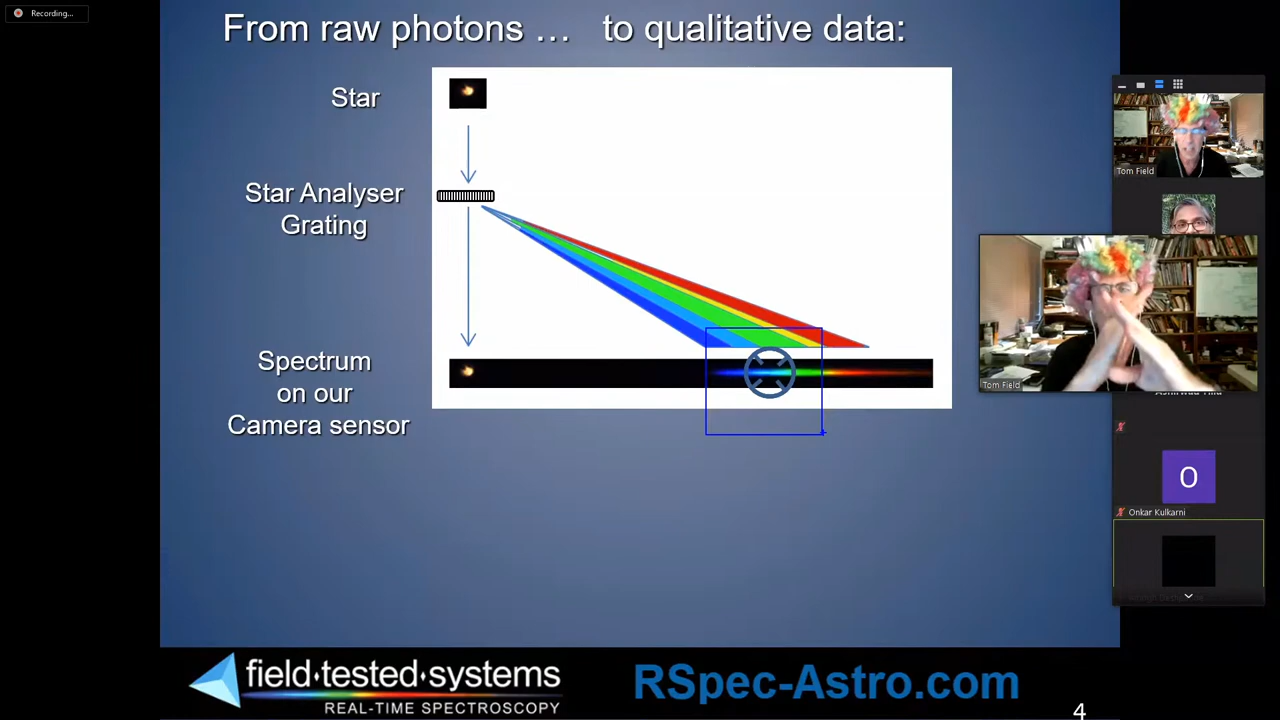 Recording...
From raw photons … to qualitative data:
Star
Star Analyser
Grating
Spectrum
on our
Camera sensor
Tom Field
Tom Field
O
Onkar Kulkarni
field·tested·systems
REAL-TIME SPECTROSCOPY
RSpec-Astro.com
4